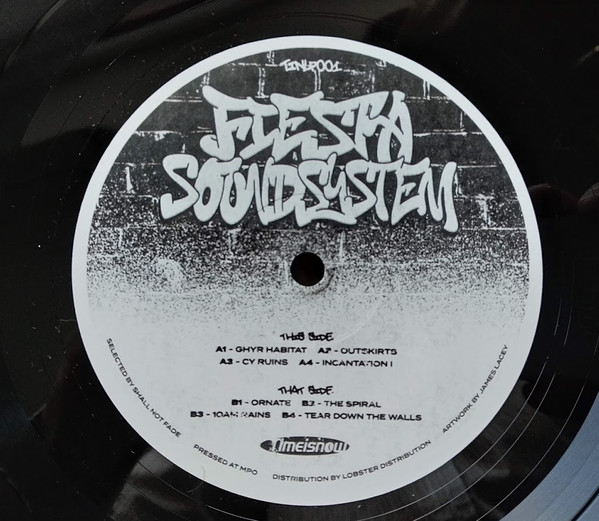 TINLP001
FIESTA
SOUNDSYSTEM
THIS SIDE
A1 - GHYR HABITAT A2 - OUTSKIRTS
A3 - CY RUINS A4 - INCANTATION I
THAT SIDE
B1 - ORNATE B2 - THE SPIRAL
B3 - 10AM RAINS B4 - TEAR DOWN THE WALLS
timeisnow
SELECTED BY SHALL NOT FADE
PRESSED AT MPO
DISTRIBUTION BY LOBSTER DISTRIBUTION
ARTWORK BY JAMES LACEY